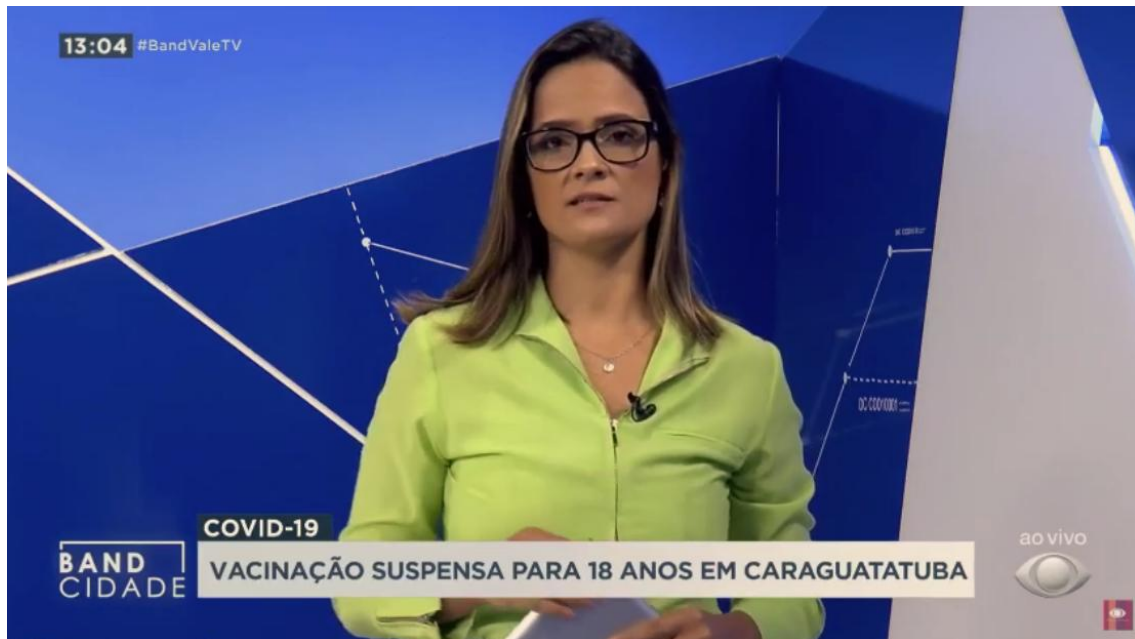 13:04 #BandValeTV
COVID-19
BAND
CIDADE
VACINAÇÃO SUSPENSA PARA 18 ANOS EM CARAGUATATUBA
ao vivo